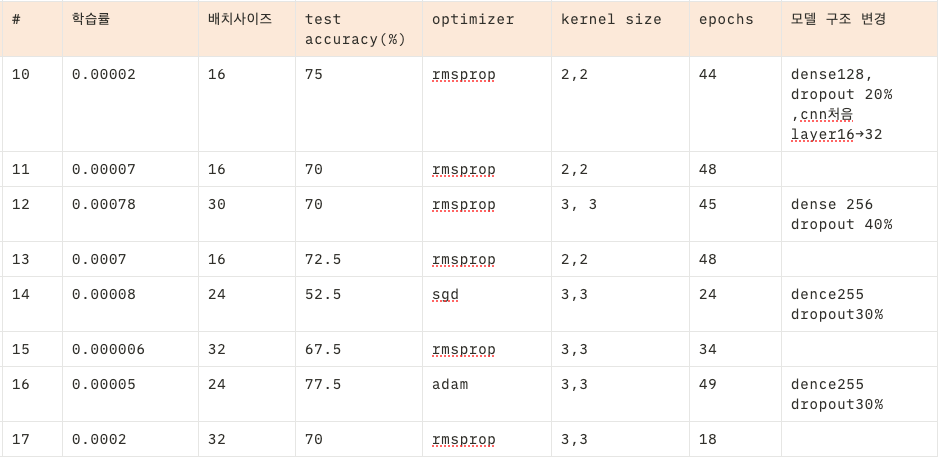 # 학습률 배치사이즈 test accuracy(%) optimizer kernel size epochs 모델 구조 변경
10 0.00002 16 75 rmsprop 2,2 44 dense128,
dropout 20%
,cnn처음
layer16→32
11 0.00007 16 70 rmsprop 2,2 48
12 0.00078 30 70 rmsprop 3, 3 45 dense 256
dropout 40%
13 0.0007 16 72.5 rmsprop 2,2 48
14 0.00008 24 52.5 sgd 3,3 24 dence255
dropout30%
15 0.000006 32 67.5 rmsprop 3,3 34
16 0.00005 24 77.5 adam 3,3 49 dence255
dropout30%
17 0.0002 32 70 rmsprop 3,3 18